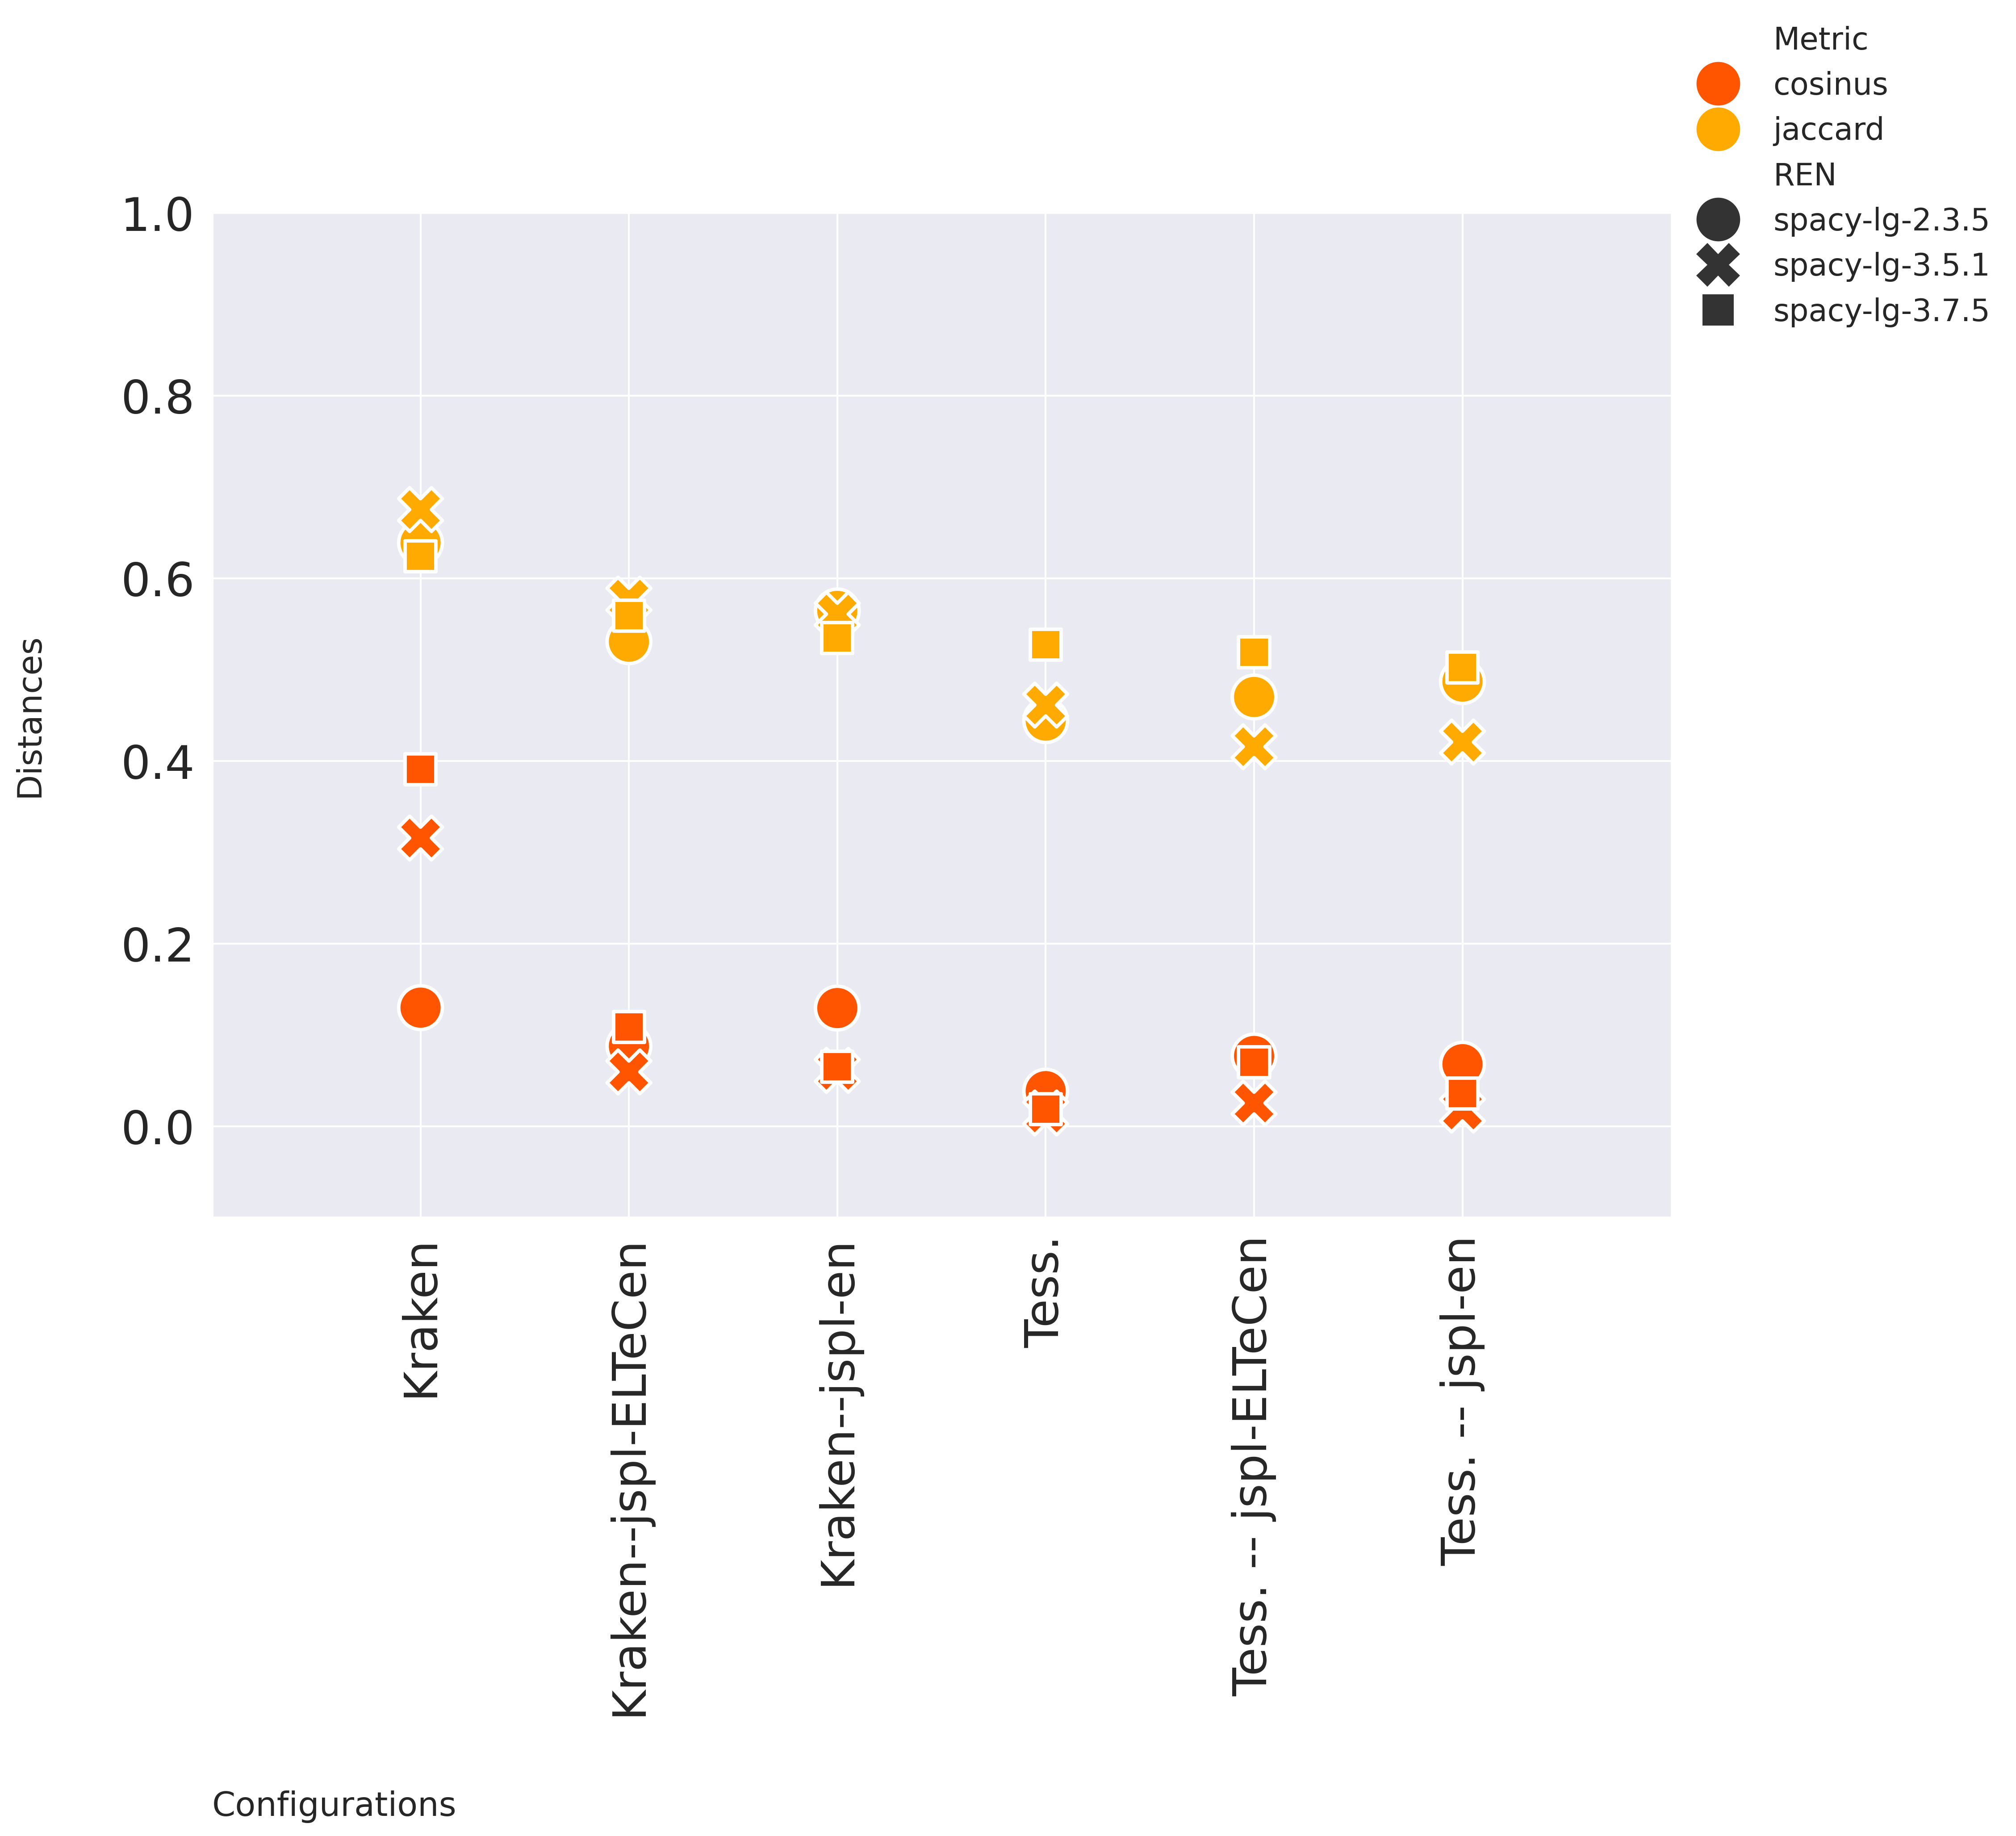 Metric
cosinus
jaccard
REN
spacy-lg-2.3.5
spacy-lg-3.5.1
spacy-lg-3.7.5
1.0
0.8
0.6
0.4
0.2
0.0
Distances
Kraken
Kraken--jspl-ELTeCen
Kraken--jspl-en
Tess.
Tess. -- jspl-ELTeCen
Tess. -- jspl-en
Configurations